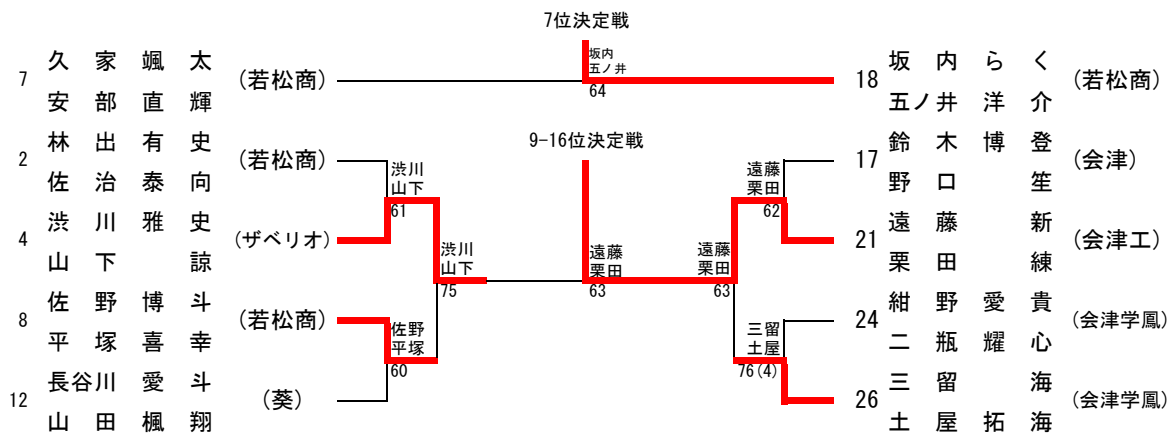 7位決定戦
7 久家颯太 (若松商)
安部直輝
坂内
五ノ井
64
18 坂内らく (若松商)
五ノ井洋介
9-16位決定戦
2 林出有史 (若松商)
佐治泰向
4 渋川雅史 (ザベリオ)
山下諒
8 佐野博斗 (若松商)
平塚喜幸
12 長谷川愛斗 (葵)
山田楓翔
渋川
山下
61
佐野
平塚
60
渋川
山下
75
遠藤
栗田
63
遠藤
栗田
63
遠藤
栗田
62
三留
土屋
76(4)
17 鈴木博登 (会津)
野口笙
21 遠藤新 (会津工)
栗田練
24 紺野愛貴 (会津学鳳)
二瓶耀心
26 三留海 (会津学鳳)
土屋拓海